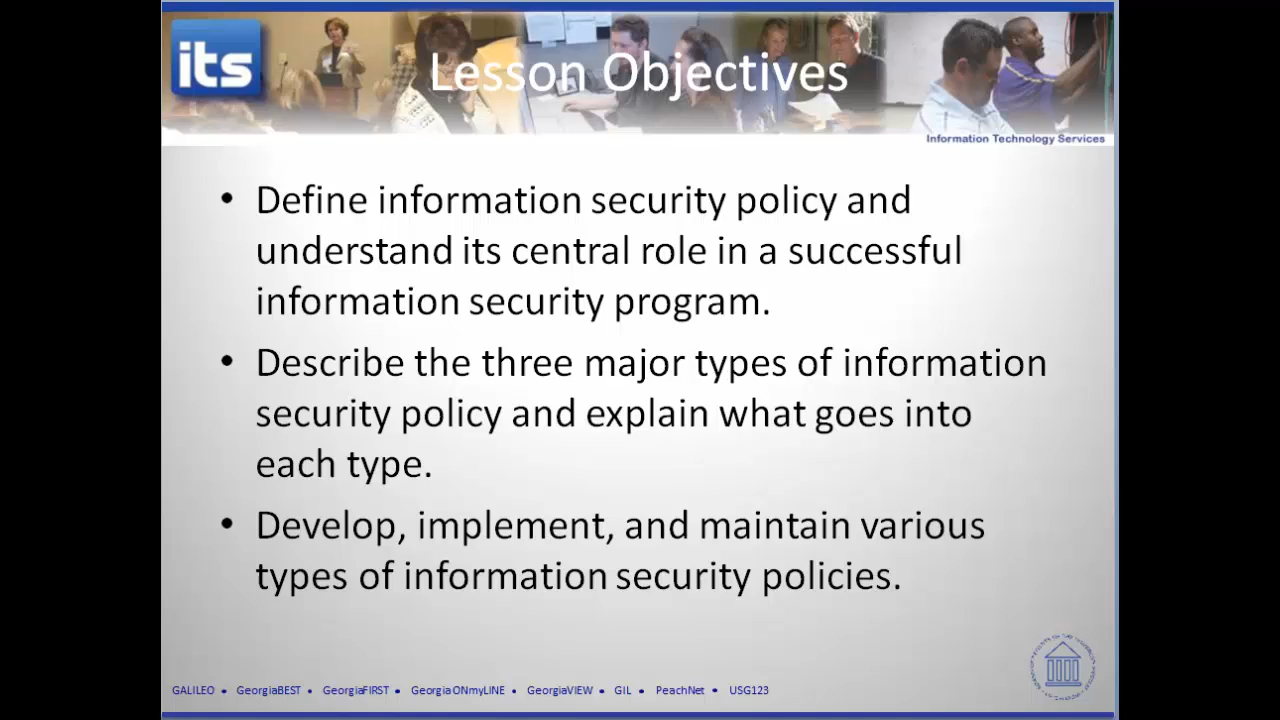 its
Lesson Objectives
Information Technology Services
• Define information security policy and
understand its central role in a successful
information security program.
• Describe the three major types of information
security policy and explain what goes into
each type.
• Develop, implement, and maintain various
types of information security policies.
GALILEO • GeorgiaBEST • GeorgiaFIRST • Georgia ONmyLINE • GeorgiaVIEW • GIL • PeachNet • USG123